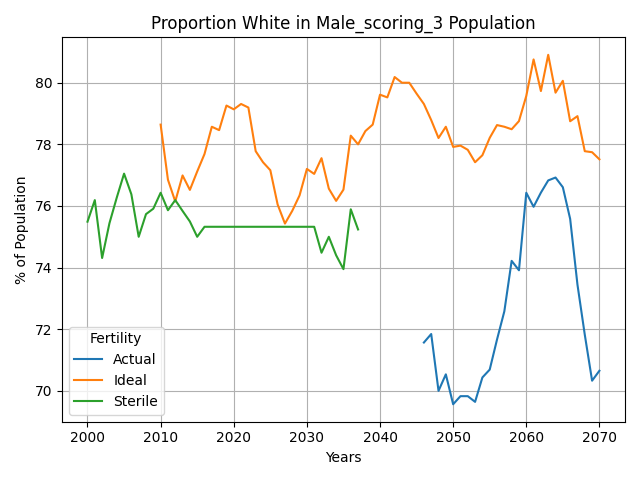 Proportion White in Male_scoring_3 Population
% of Population
80
78
76
74
72
70
Fertility
Actual
Ideal
Sterile
2000 2010 2020 2030 2040 2050 2060 2070
Years